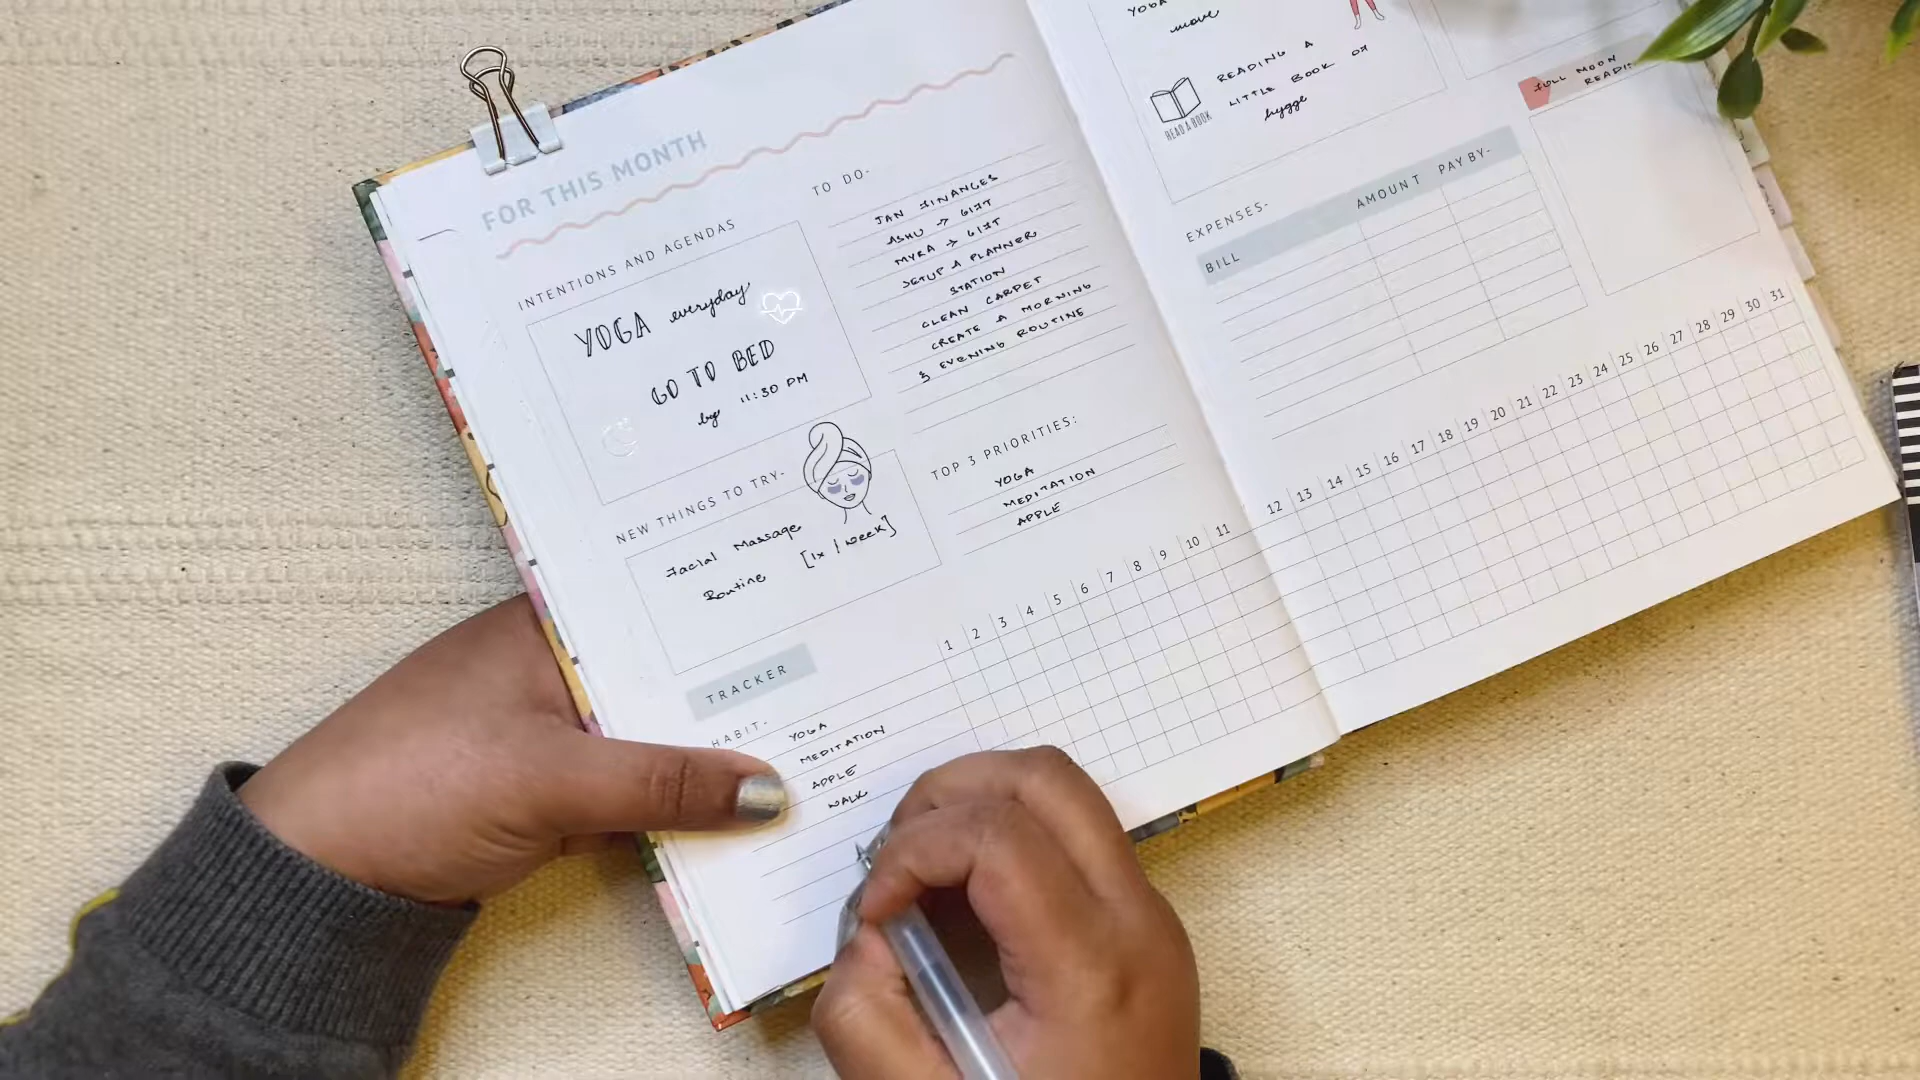 FOR THIS MONTH
INTENTIONS AND AGENDAS
YOGA everyday
GO TO BED
by 11:30 PM
NEW THINGS TO TRY-
Facial Massage
Routine [1x / week]
TO DO-
JAN FINANCES
ASHU → GIFT
MYRA → GIFT
SETUP A PLANNER
STATION
CLEAN CARPET
CREATE A MORNING
& EVENING ROUTINE
TOP 3 PRIORITIES:
YOGA
MEDITATION
APPLE
TRACKER
HABIT-
YOGA
MEDITATION
APPLE
WALK
1 2 3 4 5 6 7 8 9 10 11 12 13 14 15 16 17 18 19 20 21 22 23 24 25 26 27 28 29 30 31
YOGA
move
READ A BOOK
READING A
LITTLE BOOK OF
hygge
EXPENSES-
BILL AMOUNT PAY BY-
FULL MOON